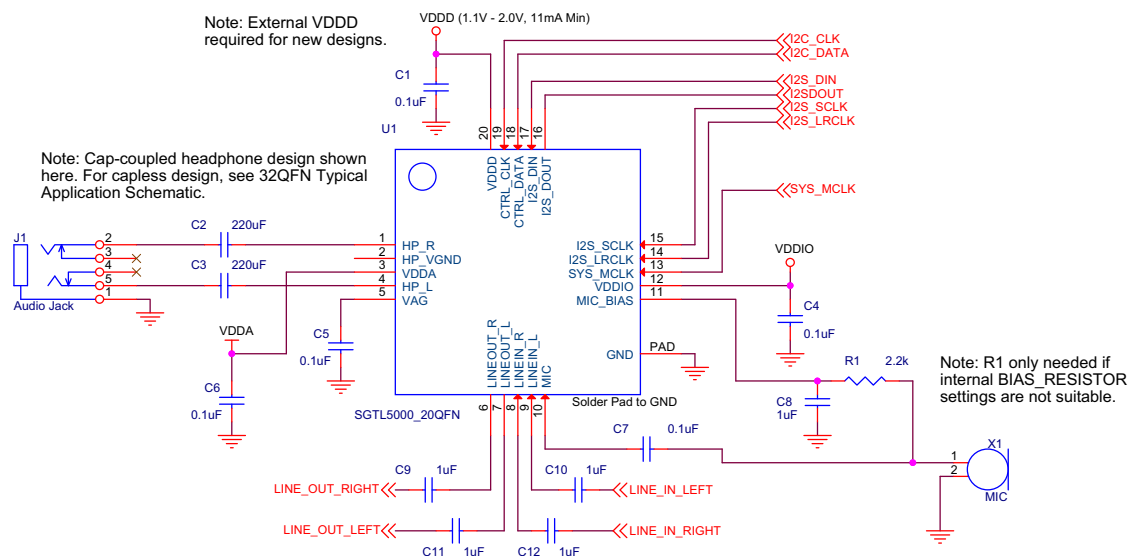 Note: External VDDD
required for new designs.
VDDD (1.1V - 2.0V, 11mA Min)
I2C_CLK
I2C_DATA
I2S_DIN
I2SDOUT
I2S_SCLK
I2S_LRCLK
SYS_MCLK
C1
0.1uF
U1
20
19
18
17
16
VDDD
CTRL_CLK
CTRL_DATA
I2S_DIN
I2S_DOUT
Note: Cap-coupled headphone design shown
here. For capless design, see 32QFN Typical
Application Schematic.
J1
2
3
4
5
1
Audio Jack
C2 220uF
C3 220uF
1
2
3
4
5
HP_R
HP_VGND
VDDA
HP_L
VAG
I2S_SCLK
I2S_LRCLK
SYS_MCLK
VDDIO
MIC_BIAS
15
14
13
12
11
VDDIO
C4
0.1uF
VDDA
C6
0.1uF
C5
0.1uF
LINEOUT_R
LINEOUT_L
LINEIN_R
LINEIN_L
MIC
GND
PAD
Solder Pad to GND
SGTL5000_20QFN
6
7
8
9
10
R1 2.2k
Note: R1 only needed if
internal BIAS_RESISTOR
settings are not suitable.
C8
1uF
C7 0.1uF
X1
1
2
MIC
C9 1uF
LINE_OUT_RIGHT
C10 1uF
LINE_IN_LEFT
LINE_OUT_LEFT
C11 1uF
C12 1uF
LINE_IN_RIGHT